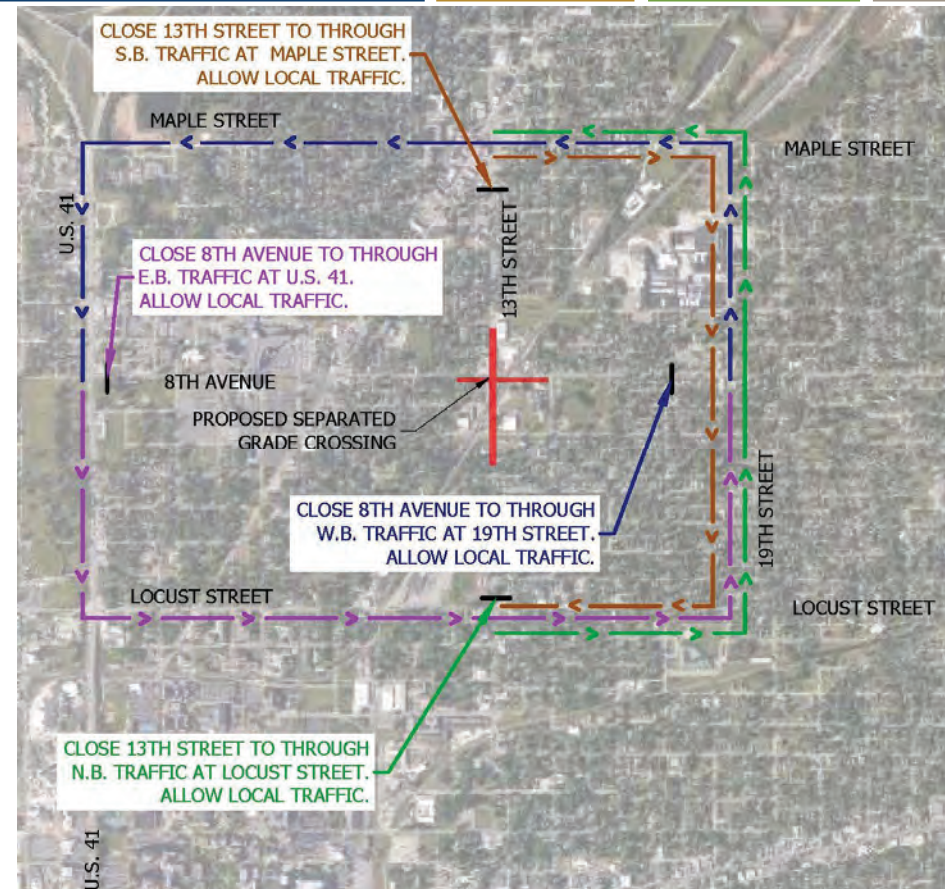 CLOSE 13TH STREET TO THROUGH
S.B. TRAFFIC AT MAPLE STREET.
ALLOW LOCAL TRAFFIC.
MAPLE STREET
MAPLE STREET
U.S. 41
13TH STREET
CLOSE 8TH AVENUE TO THROUGH
E.B. TRAFFIC AT U.S. 41.
ALLOW LOCAL TRAFFIC.
8TH AVENUE
PROPOSED SEPARATED
GRADE CROSSING
CLOSE 8TH AVENUE TO THROUGH
W.B. TRAFFIC AT 19TH STREET.
ALLOW LOCAL TRAFFIC.
19TH STREET
LOCUST STREET
LOCUST STREET
CLOSE 13TH STREET TO THROUGH
N.B. TRAFFIC AT LOCUST STREET.
ALLOW LOCAL TRAFFIC.
U.S. 41